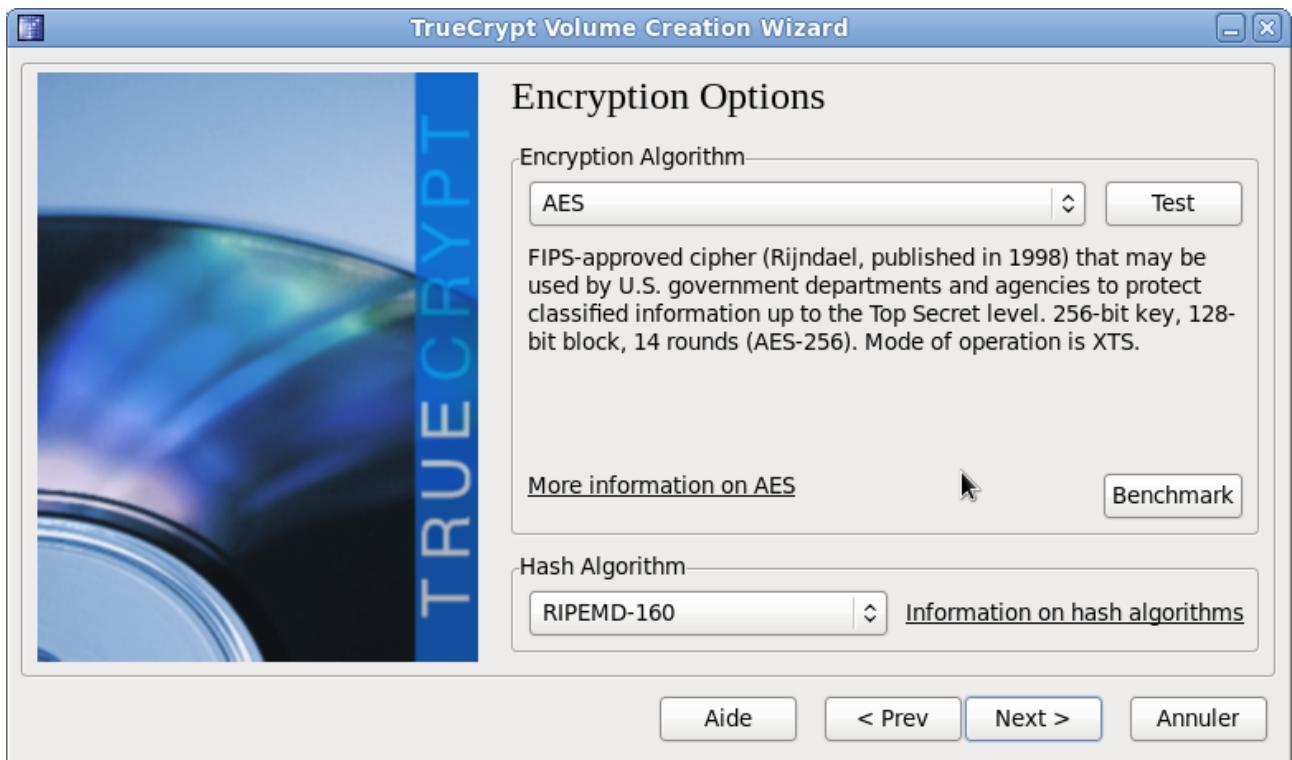 TrueCrypt Volume Creation Wizard
TRUECRYPT
Encryption Options
Encryption Algorithm
AES
Test
FIPS-approved cipher (Rijndael, published in 1998) that may be
used by U.S. government departments and agencies to protect
classified information up to the Top Secret level. 256-bit key, 128-
bit block, 14 rounds (AES-256). Mode of operation is XTS.
More information on AES
Benchmark
Hash Algorithm
RIPEMD-160
Information on hash algorithms
Aide
< Prev
Next >
Annuler